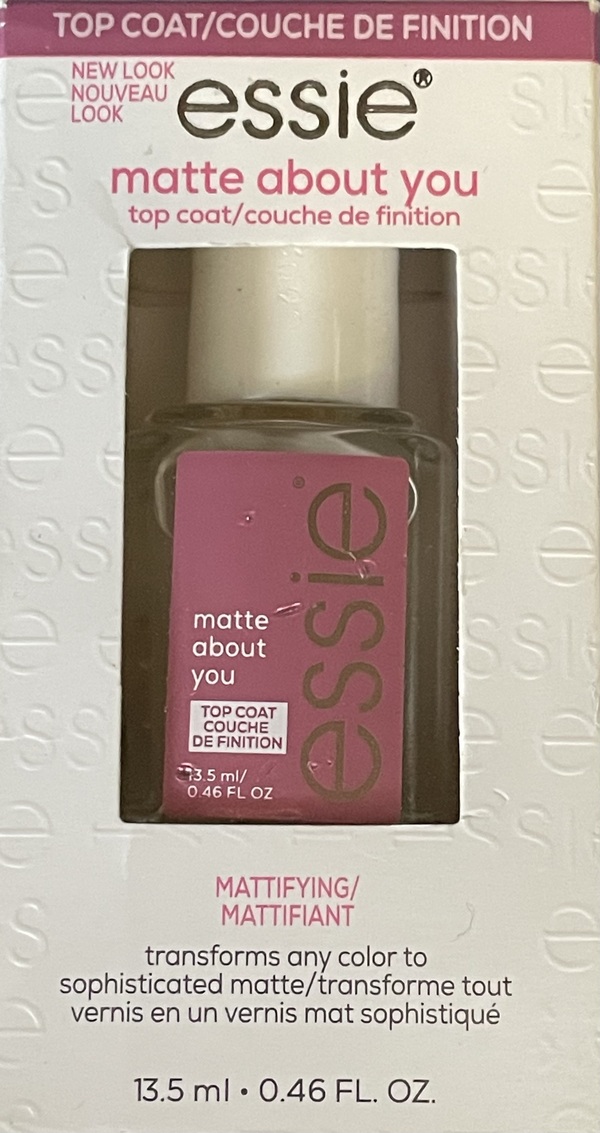 TOP COAT/COUCHE DE FINITION
NEW LOOK
NOUVEAU
LOOK
essie®
matte about you
top coat/couche de finition
essie®
matte
about
you
TOP COAT
COUCHE
DE FINITION
13.5 ml/
0.46 FL OZ
MATTIFYING/
MATTIFIANT
transforms any color to
sophisticated matte/transforme tout
vernis en un vernis mat sophistiqué
13.5 ml • 0.46 FL. OZ.